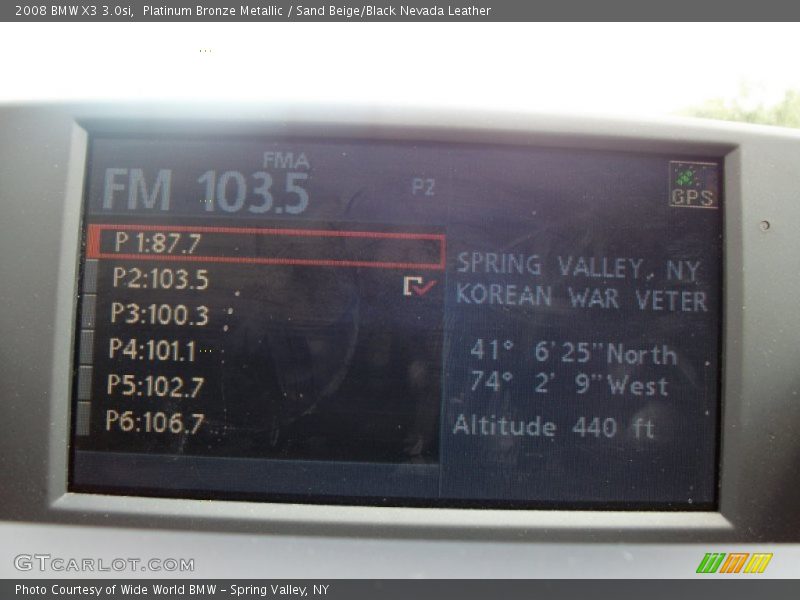 2008 BMW X3 3.0si, Platinum Bronze Metallic / Sand Beige/Black Nevada Leather
FMA
FM 103.5
P2
GPS
P 1:87.7
P2:103.5
P3:100.3
P4:101.1
P5:102.7
P6:106.7
SPRING VALLEY, NY
KOREAN WAR VETER
41° 6'25"North
74° 2' 9"West
Altitude 440 ft
GTCARLOT.COM
Photo Courtesy of Wide World BMW - Spring Valley, NY